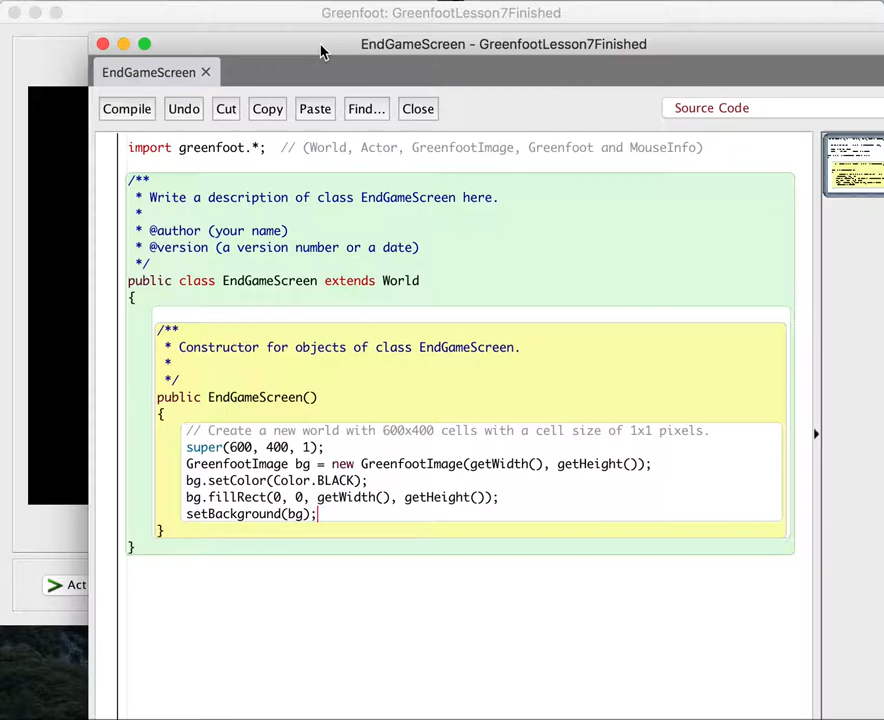 Greenfoot: GreenfootLesson7Finished
EndGameScreen - GreenfootLesson7Finished
EndGameScreen ✕
Compile Undo Cut Copy Paste Find... Close Source Code
import greenfoot.*;  // (World, Actor, GreenfootImage, Greenfoot and MouseInfo)
/**
 * Write a description of class EndGameScreen here.
 *
 * @author (your name)
 * @version (a version number or a date)
 */
public class EndGameScreen extends World
{
    /**
     * Constructor for objects of class EndGameScreen.
     *
     */
    public EndGameScreen()
    {
        // Create a new world with 600x400 cells with a cell size of 1x1 pixels.
        super(600, 400, 1);
        GreenfootImage bg = new GreenfootImage(getWidth(), getHeight());
        bg.setColor(Color.BLACK);
        bg.fillRect(0, 0, getWidth(), getHeight());
        setBackground(bg);
    }
}
Act